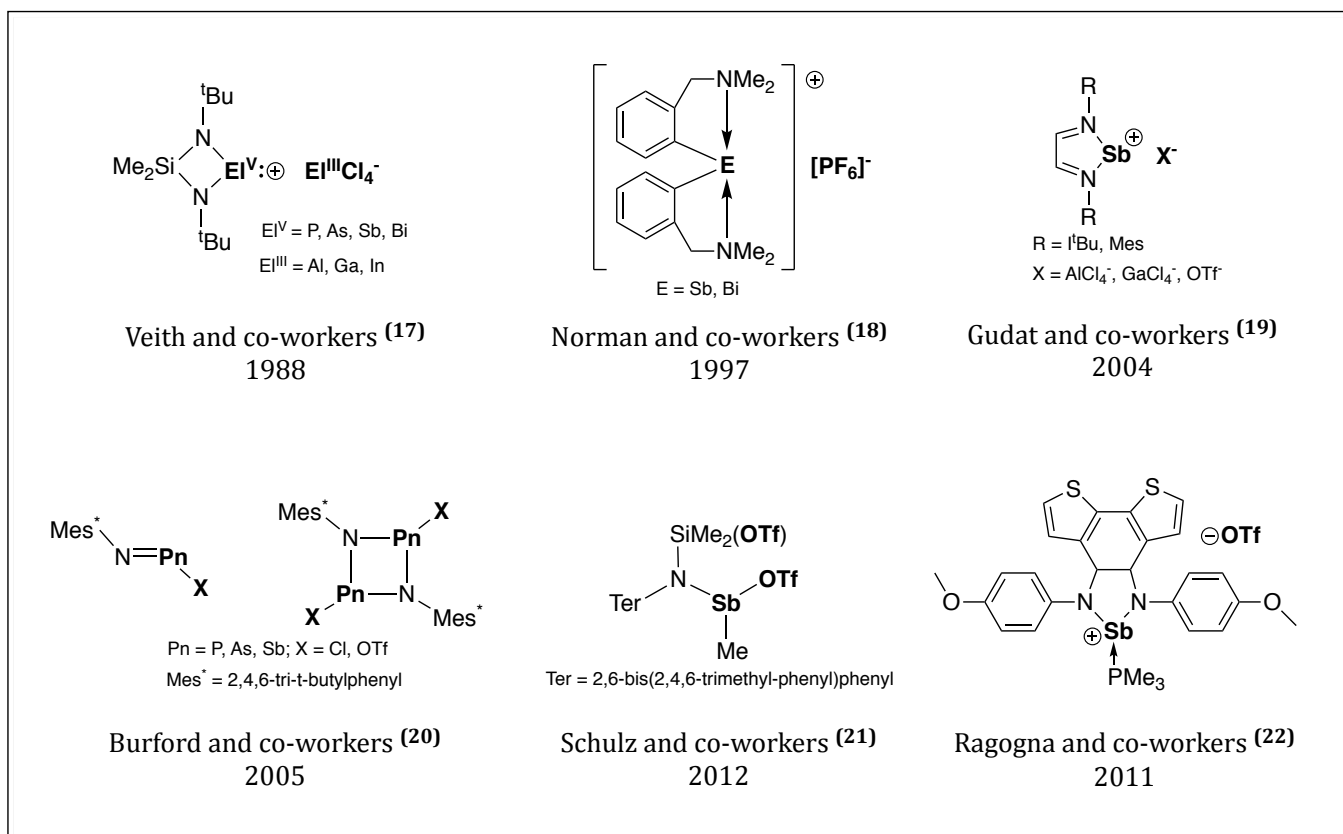 tBu
N
Me2Si
ElV:⊕
ElIIICl4-
N
tBu
ElV = P, As, Sb, Bi
ElIII = Al, Ga, In
Veith and co-workers (17)
1988
NMe2
⊕
E
[PF6]-
NMe2
E = Sb, Bi
Norman and co-workers (18)
1997
R
N
⊕
Sb
X-
N
R
R = ItBu, Mes
X = AlCl4-, GaCl4-, OTf-
Gudat and co-workers (19)
2004
Mes*
N=Pn
X
Mes*
X
N
Pn
Pn
N
X
Mes*
Pn = P, As, Sb; X = Cl, OTf
Mes* = 2,4,6-tri-t-butylphenyl
Burford and co-workers (20)
2005
SiMe2(OTf)
N
OTf
Ter
Sb
Me
Ter = 2,6-bis(2,4,6-trimethyl-phenyl)phenyl
Schulz and co-workers (21)
2012
S S
⊖OTf
O
N N
O
⊕
Sb
PMe3
Ragogna and co-workers (22)
2011